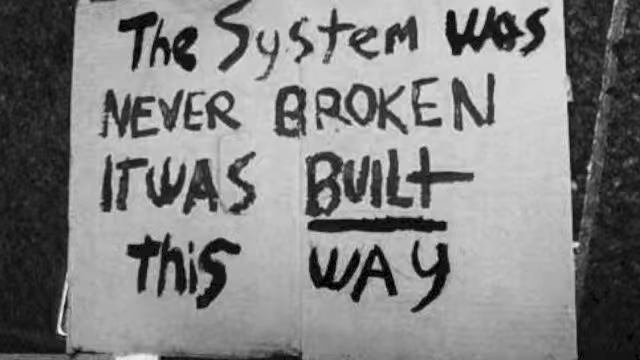 The System was
NEVER BROKEN
IT WAS BUILt
this WAY